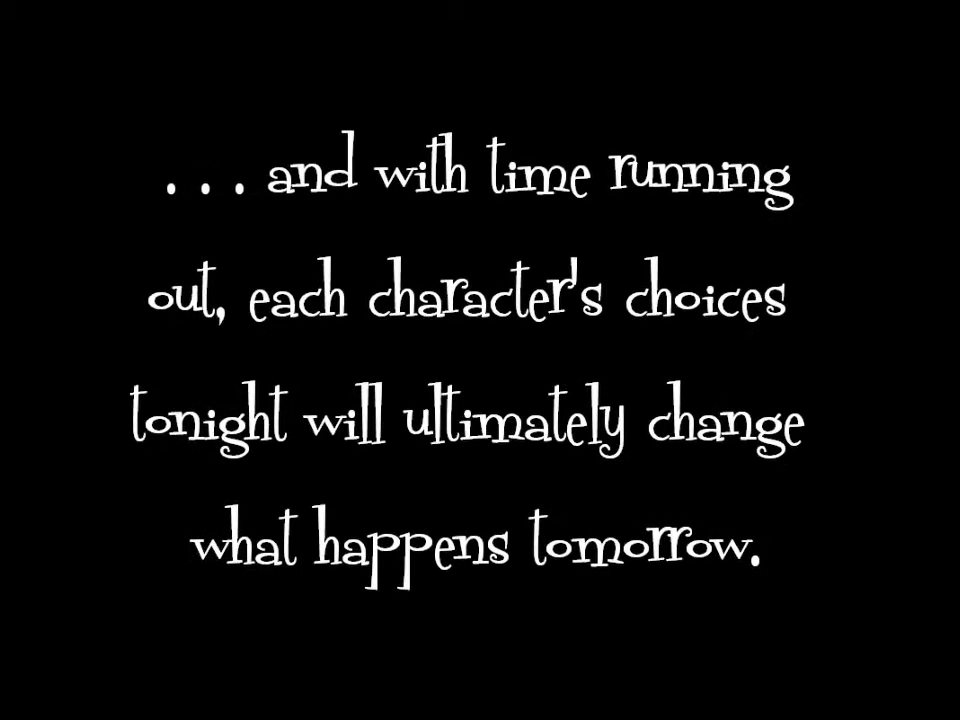 . . . and with time running
out, each character's choices
tonight will ultimately change
what happens tomorrow.